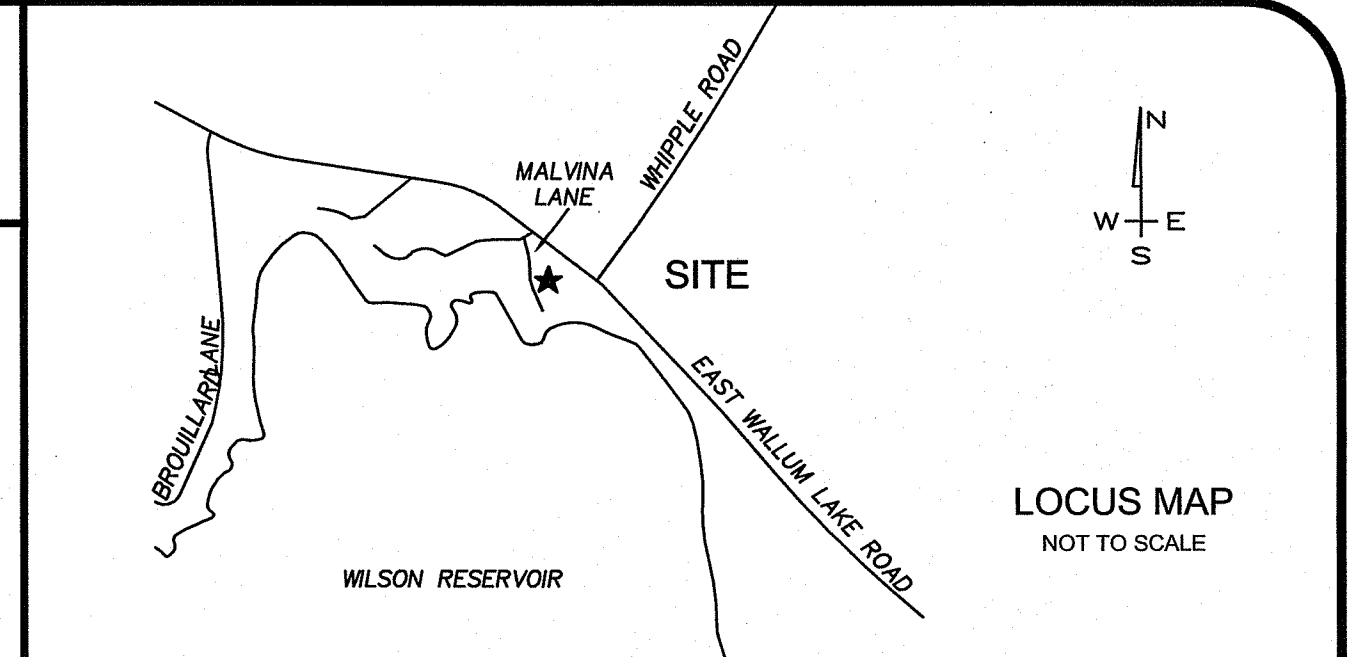 WHIPPLE ROAD
N
MALVINA
LANE
W E
S
SITE
BROUILLARD LANE
EAST WALLUM LAKE ROAD
LOCUS MAP
NOT TO SCALE
WILSON RESERVOIR